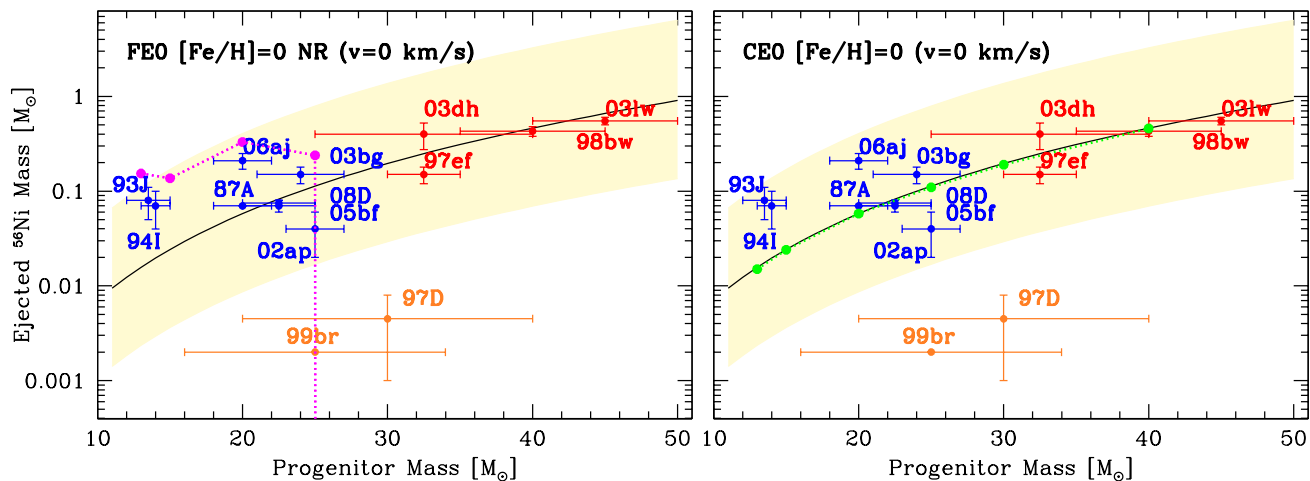 FE0 [Fe/H]=0 NR (v=0 km/s)
CE0 [Fe/H]=0 (v=0 km/s)
Ejected ⁵⁶Ni Mass [M☉]
1
0.1
0.01
0.001
03dh
03lw
98bw
97ef
06aj
03bg
93J
87A
08D
05bf
94I
02ap
97D
99br
03dh
03lw
98bw
97ef
06aj
03bg
93J
87A
08D
05bf
94I
02ap
97D
99br
10 20 30 40 50
10 20 30 40 50
Progenitor Mass [M☉]
Progenitor Mass [M☉]